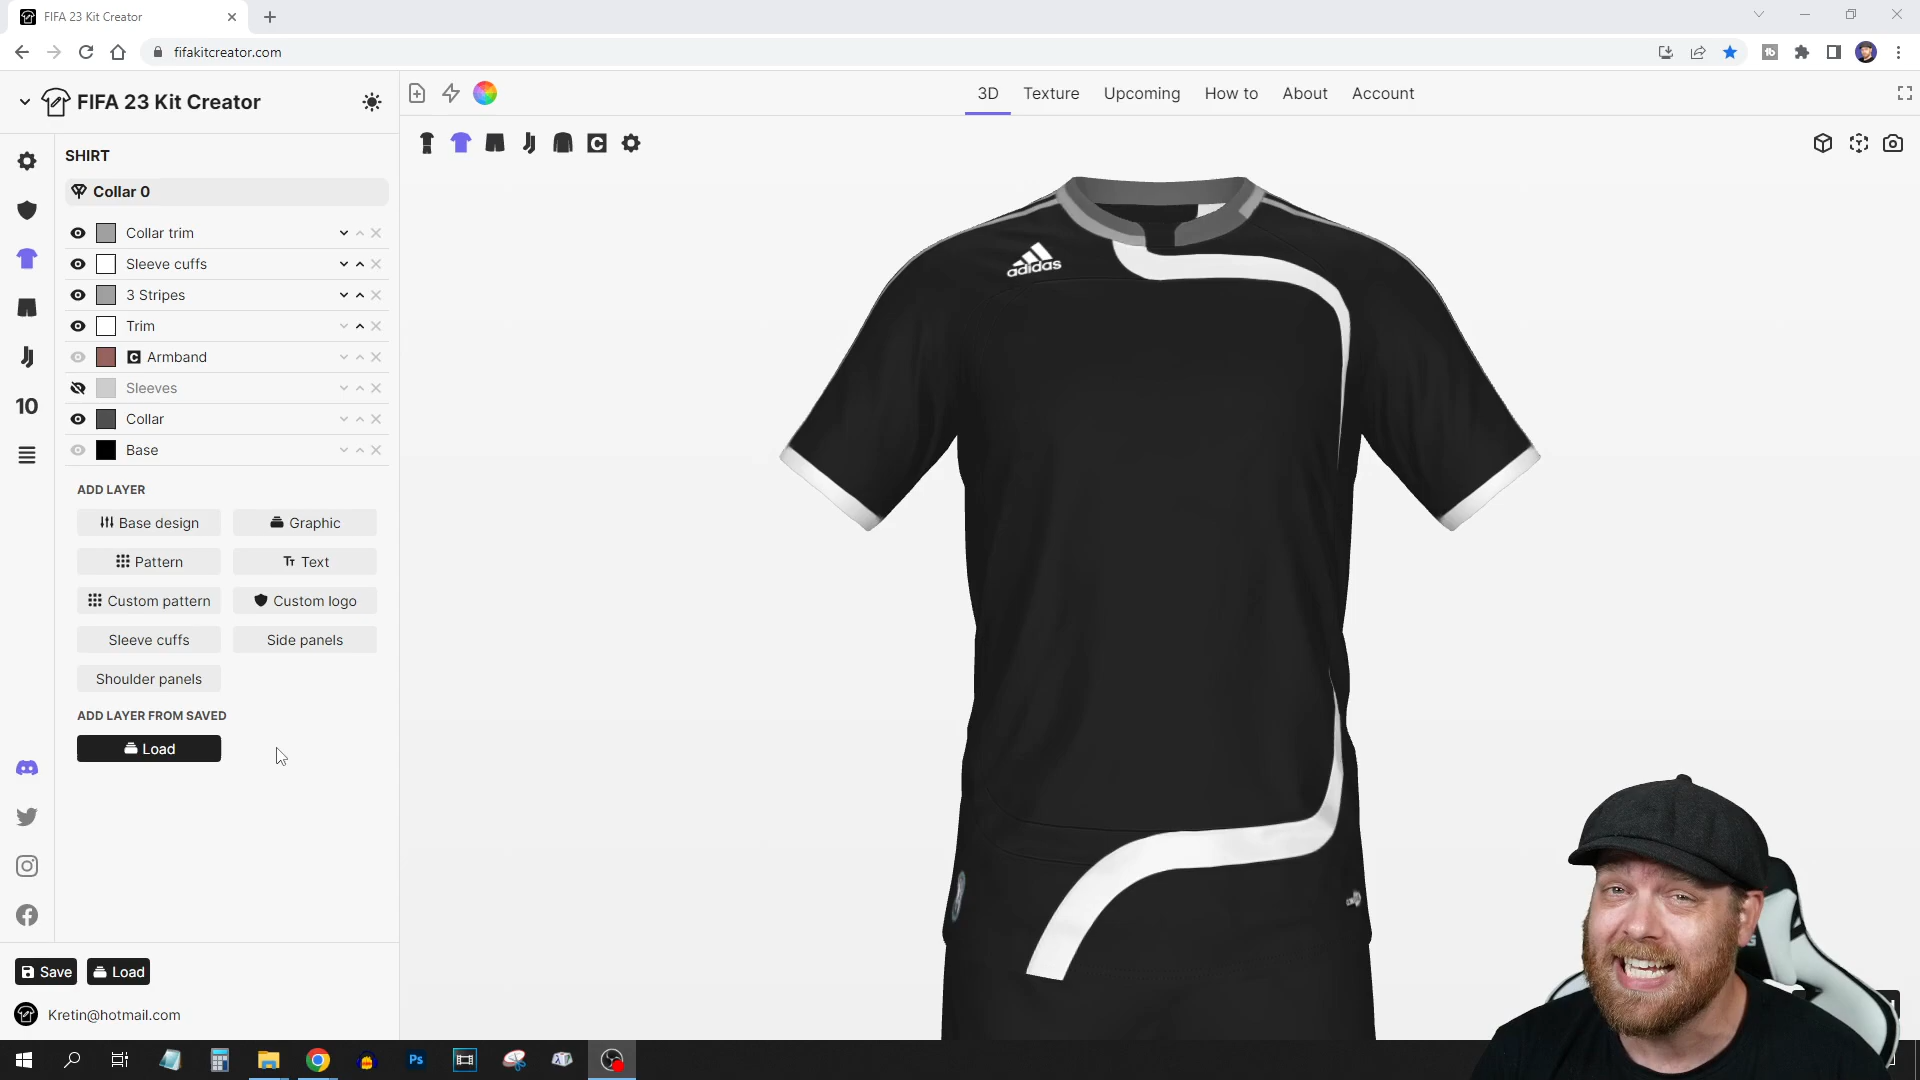 FIFA 23 Kit Creator
fifakitcreator.com
FIFA 23 Kit Creator
3D Texture Upcoming How to About Account
SHIRT
Collar 0
Collar trim
Sleeve cuffs
3 Stripes
Trim
C Armband
Sleeves
Collar
Base
10
ADD LAYER
Base design Graphic
Pattern Text
Custom pattern Custom logo
Sleeve cuffs Side panels
Shoulder panels
ADD LAYER FROM SAVED
Load
Save Load
Kretin@hotmail.com
C
adidas
Ps